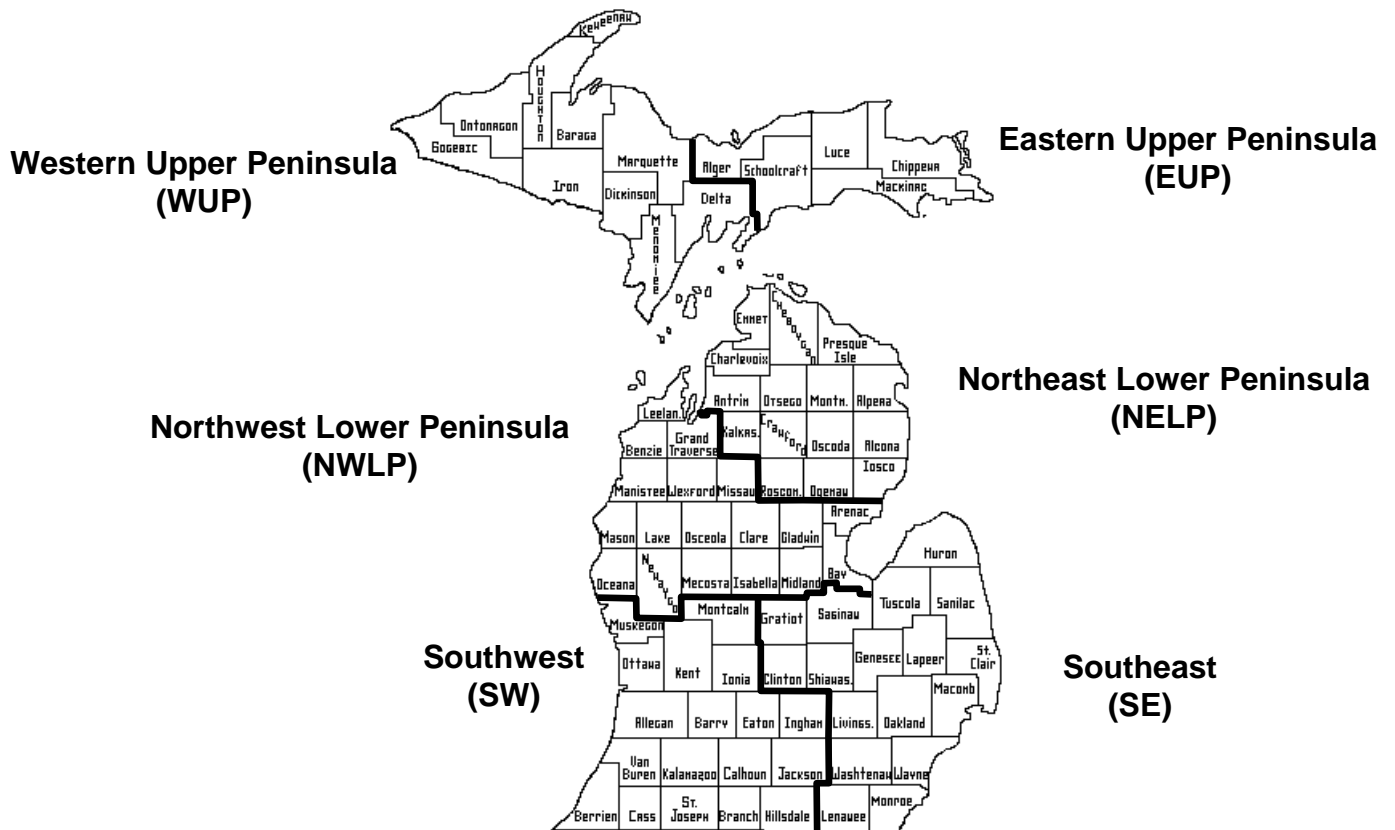 Keweenaw
Houghton
Ontonagon
Baraga
Gogebic
Marquette
Alger
Schoolcraft
Luce
Chippewa
Mackinac
Iron
Dickinson
Delta
Menomiee
Western Upper Peninsula
(WUP)
Eastern Upper Peninsula
(EUP)
Emmet
Cheboygan
Presque
Isle
Charlevoix
Antrim
Otsego
Montm.
Alpena
Northeast Lower Peninsula
(NELP)
Leelan.
Northwest Lower Peninsula
(NWLP)
Benzie
Grand
Traverse
Kalkas.
Crawford
Oscoda
Alcona
Iosco
Manistee
Wexford
Missau
Roscom.
Ogemaw
Arenac
Mason
Lake
Osceola
Clare
Gladwin
Huron
Oceana
Newaygo
Mecosta
Isabella
Midland
Bay
Tuscola
Sanilac
Muskegon
Montcalm
Gratiot
Saginaw
Southwest
(SW)
Ottawa
Kent
Ionia
Clinton
Shiawas.
Genesee
Lapeer
St.
Clair
Southeast
(SE)
Macomb
Allegan
Barry
Eaton
Ingham
Livings.
Oakland
Van
Buren
Kalamazoo
Calhoun
Jackson
Washtenaw
Wayne
Berrien
Cass
St.
Joseph
Branch
Hillsdale
Lenawee
Monroe